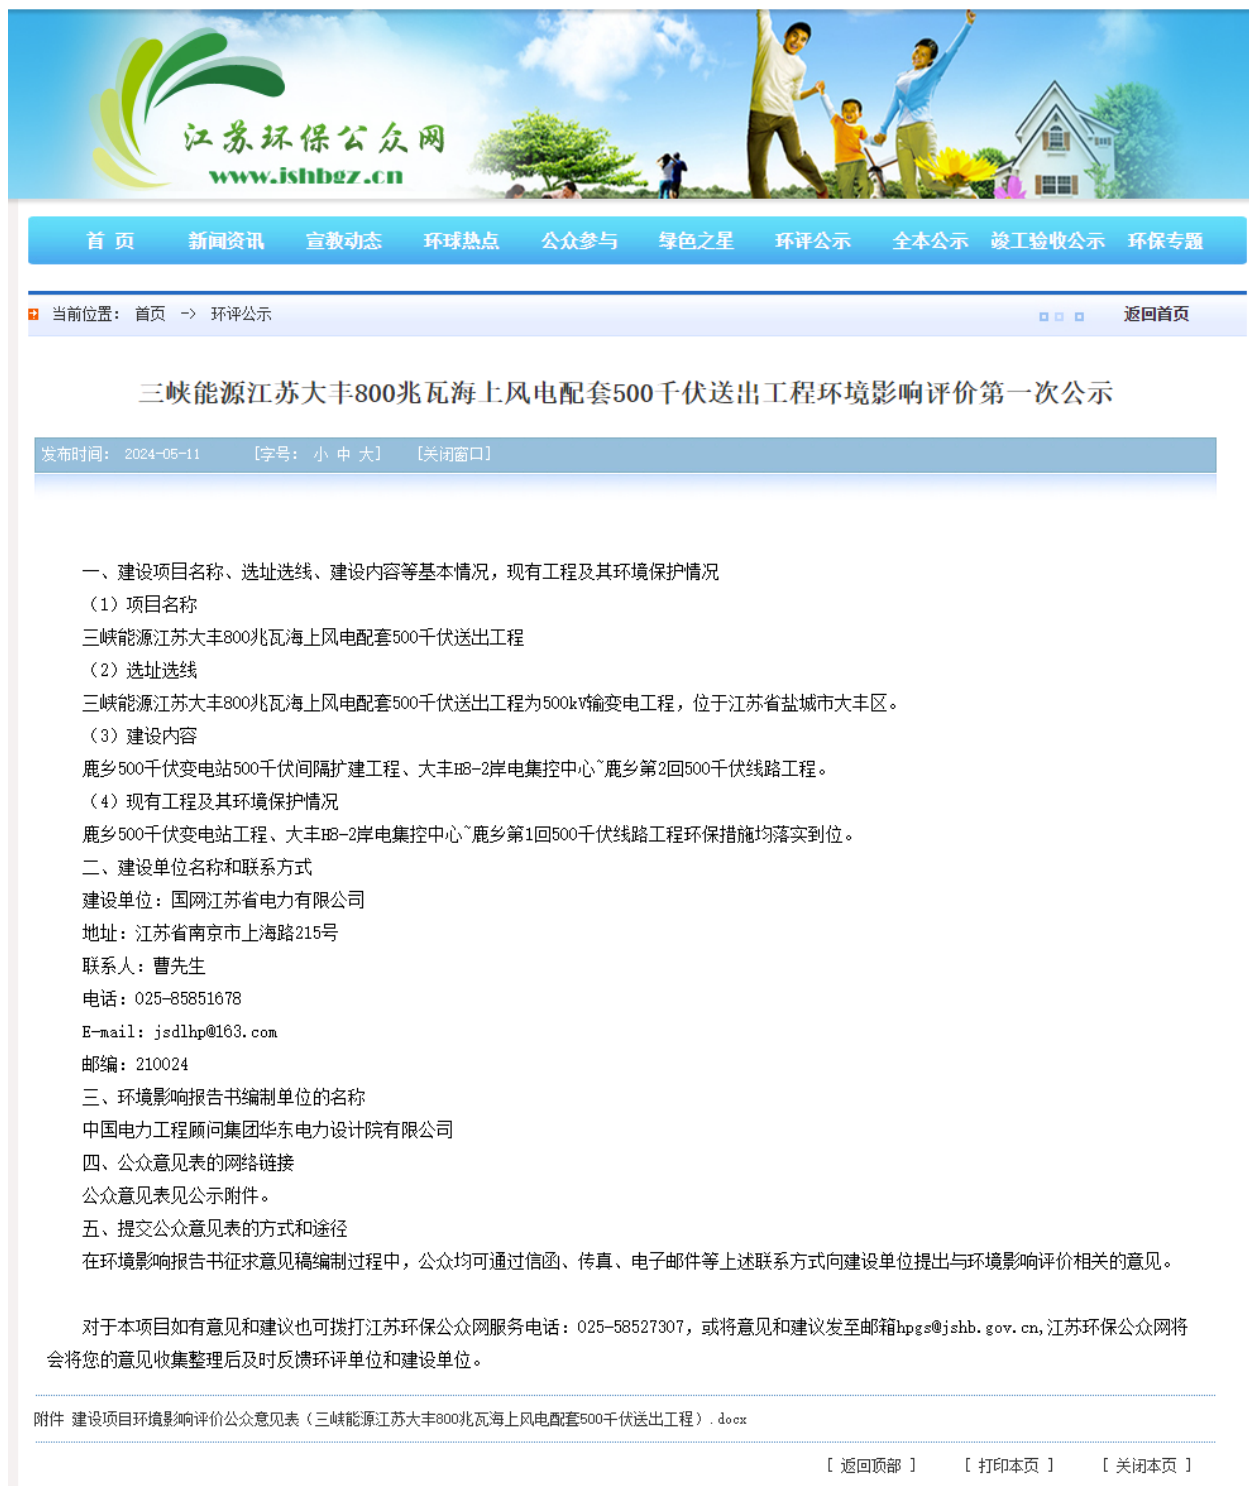 江苏环保公众网
www.jshbgz.cn
首 页 新闻资讯 宣教动态 环球热点 公众参与 绿色之星 环评公示 全本公示 竣工验收公示 环保专题
当前位置： 首页 -> 环评公示 返回首页
三峡能源江苏大丰800兆瓦海上风电配套500千伏送出工程环境影响评价第一次公示
发布时间： 2024-05-11 [字号： 小 中 大] [关闭窗口]
一、建设项目名称、选址选线、建设内容等基本情况，现有工程及其环境保护情况
（1）项目名称
三峡能源江苏大丰800兆瓦海上风电配套500千伏送出工程
（2）选址选线
三峡能源江苏大丰800兆瓦海上风电配套500千伏送出工程为500kV输变电工程，位于江苏省盐城市大丰区。
（3）建设内容
鹿乡500千伏变电站500千伏间隔扩建工程、大丰H8-2岸电集控中心~鹿乡第2回500千伏线路工程。
（4）现有工程及其环境保护情况
鹿乡500千伏变电站工程、大丰H8-2岸电集控中心~鹿乡第1回500千伏线路工程环保措施均落实到位。
二、建设单位名称和联系方式
建设单位：国网江苏省电力有限公司
地址：江苏省南京市上海路215号
联系人：曹先生
电话：025-85851678
E-mail：jsdlhp@163.com
邮编：210024
三、环境影响报告书编制单位的名称
中国电力工程顾问集团华东电力设计院有限公司
四、公众意见表的网络链接
公众意见表见公示附件。
五、提交公众意见表的方式和途径
在环境影响报告书征求意见稿编制过程中，公众均可通过信函、传真、电子邮件等上述联系方式向建设单位提出与环境影响评价相关的意见。
对于本项目如有意见和建议也可拨打江苏环保公众网服务电话：025-58527307，或将意见和建议发至邮箱hpgs@jshb.gov.cn,江苏环保公众网将
会将您的意见收集整理后及时反馈环评单位和建设单位。
附件 建设项目环境影响评价公众意见表（三峡能源江苏大丰800兆瓦海上风电配套500千伏送出工程）.docx
[ 返回顶部 ] [ 打印本页 ] [ 关闭本页 ]